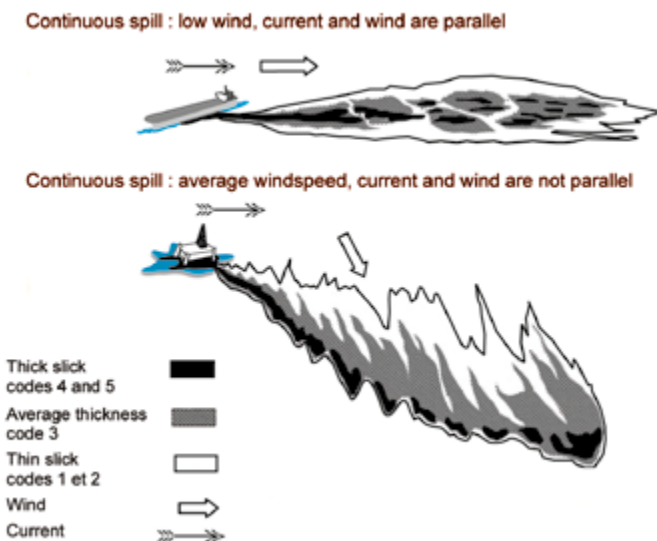 Continuous spill : low wind, current and wind are parallel
Continuous spill : average windspeed, current and wind are not parallel
Thick slick
codes 4 and 5
Average thickness
code 3
Thin slick
codes 1 et 2
Wind
Current